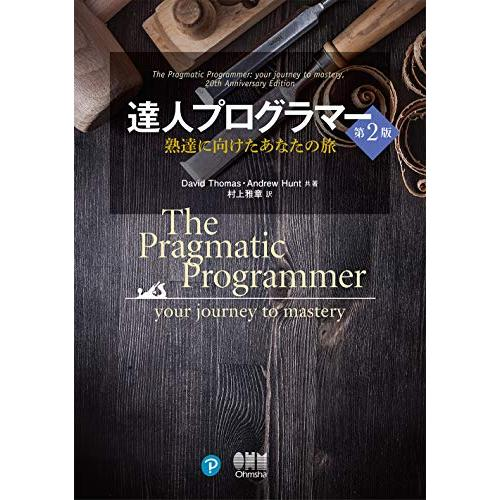 The Pragmatic Programmer: your journey to mastery,
20th Anniversary Edition
達人プログラマー
第2版
熟達に向けたあなたの旅
David Thomas・Andrew Hunt 共著
村上雅章 訳
The
Pragmatic
Programmer
your journey to mastery
P
OHM
Ohmsha